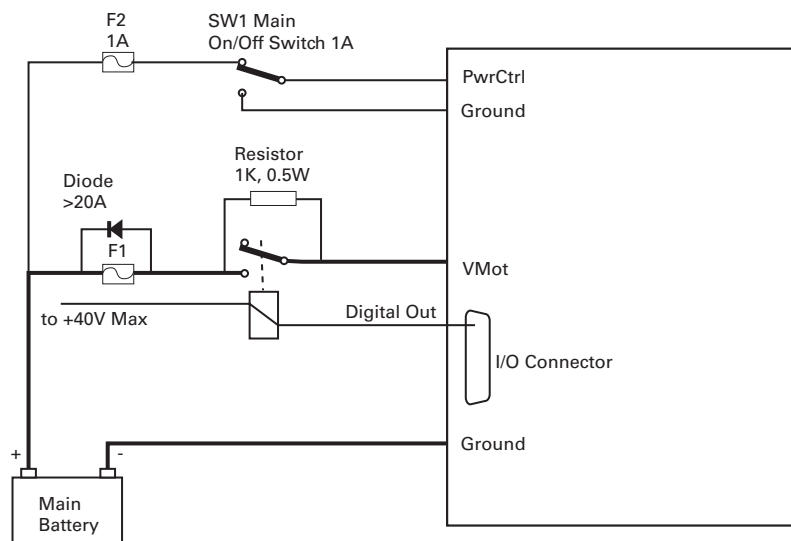 F2
1A
SW1 Main
On/Off Switch 1A
PwrCtrl
Ground
Resistor
1K, 0.5W
Diode
>20A
F1
VMot
to +40V Max
Digital Out
I/O Connector
Ground
+
-
Main
Battery